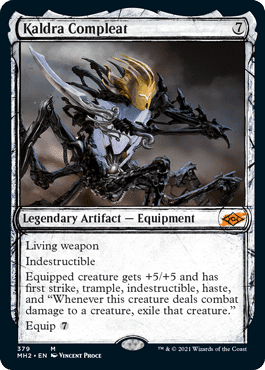 Kaldra Compleat 7
Legendary Artifact — Equipment
Living weapon
Indestructible
Equipped creature gets +5/+5 and has
first strike, trample, indestructible, haste,
and “Whenever this creature deals combat
damage to a creature, exile that creature.”
Equip 7
379 M
MH2 • EN VINCENT PROCE ™ & © 2021 Wizards of the Coast